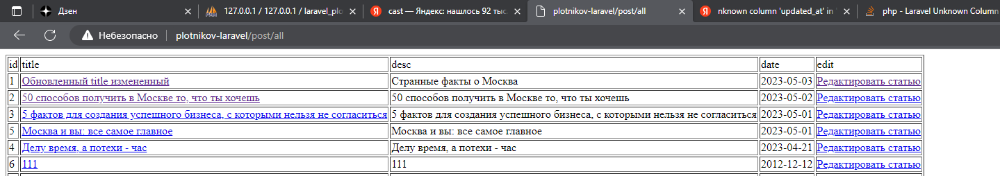 Дзен
127.0.0.1 / 127.0.0.1 / laravel_plo
cast — Яндекс: нашлось 92 тыс.
plotnikov-laravel/post/all
nknown column 'updated_at' in '
php - Laravel Unknown Column
Небезопасно plotnikov-laravel/post/all
id title desc date edit
1 Обновленный title измененный Странные факты о Москва 2023-05-03 Редактировать статью
2 50 способов получить в Москве то, что ты хочешь 50 способов получить в Москве то, что ты хочешь 2023-05-02 Редактировать статью
3 5 фактов для создания успешного бизнеса, с которыми нельзя не согласиться 5 фактов для создания успешного бизнеса, с которыми нельзя не согласиться 2023-05-01 Редактировать статью
5 Москва и вы: все самое главное Москва и вы: все самое главное 2023-05-01 Редактировать статью
4 Делу время, а потехи - час Делу время, а потехи - час 2023-04-21 Редактировать статью
6 111 111 2012-12-12 Редактировать статью